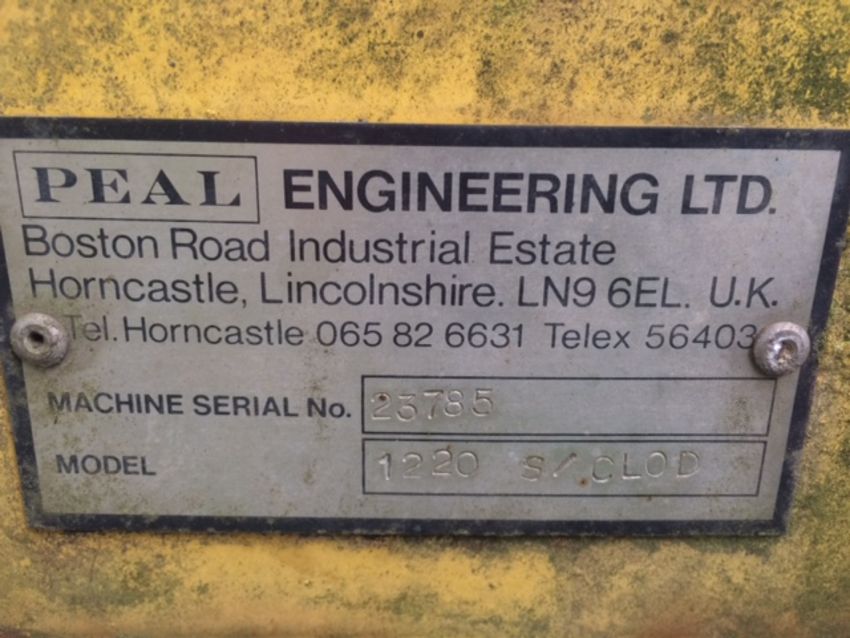 PEAL ENGINEERING LTD.
Boston Road Industrial Estate
Horncastle, Lincolnshire. LN9 6EL. U.K.
Tel. Horncastle 065 82 6631 Telex 56403
MACHINE SERIAL No. 23785
MODEL 1220 S/CLOD